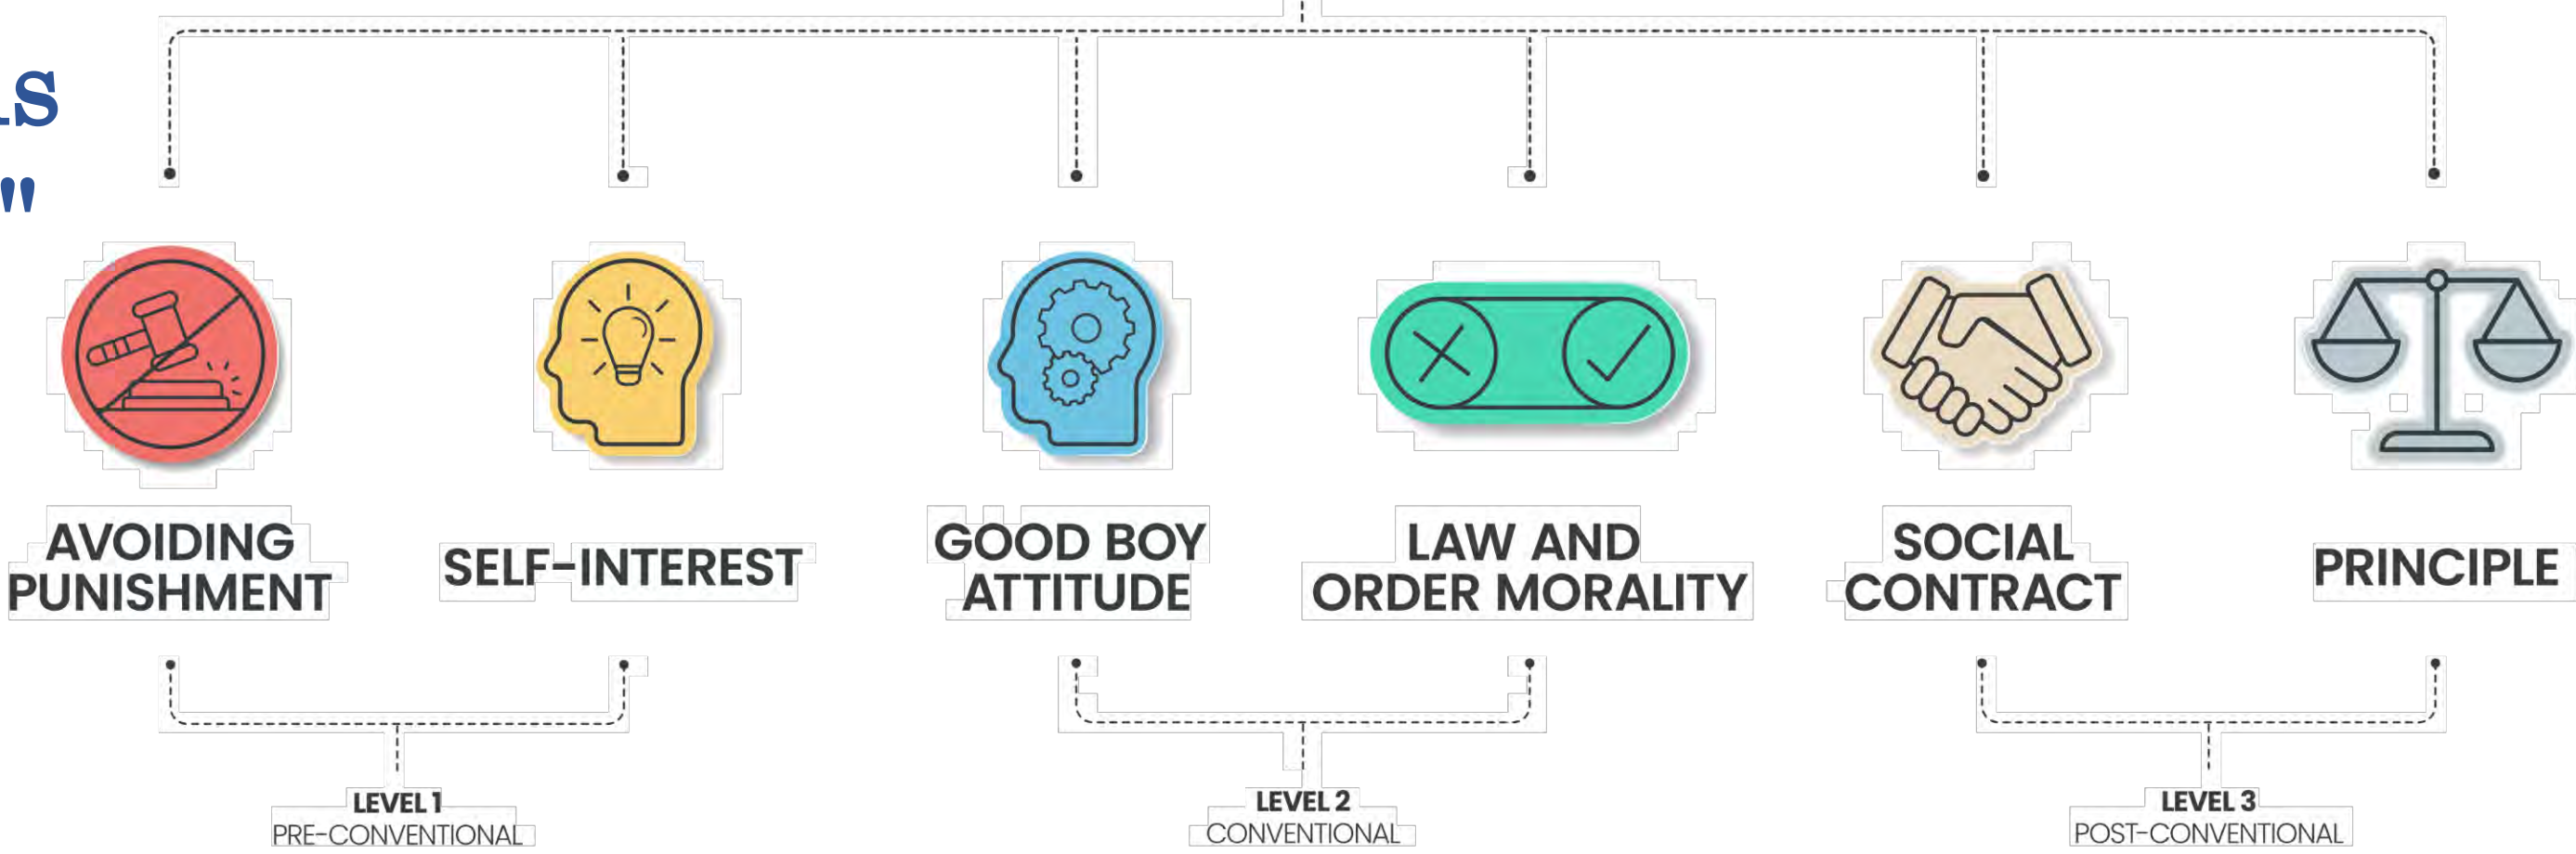 AVOIDING
PUNISHMENT
SELF-INTEREST
GOOD BOY
ATTITUDE
LAW AND
ORDER MORALITY
SOCIAL
CONTRACT
PRINCIPLE
LEVEL 1
PRE-CONVENTIONAL
LEVEL 2
CONVENTIONAL
LEVEL 3
POST-CONVENTIONAL